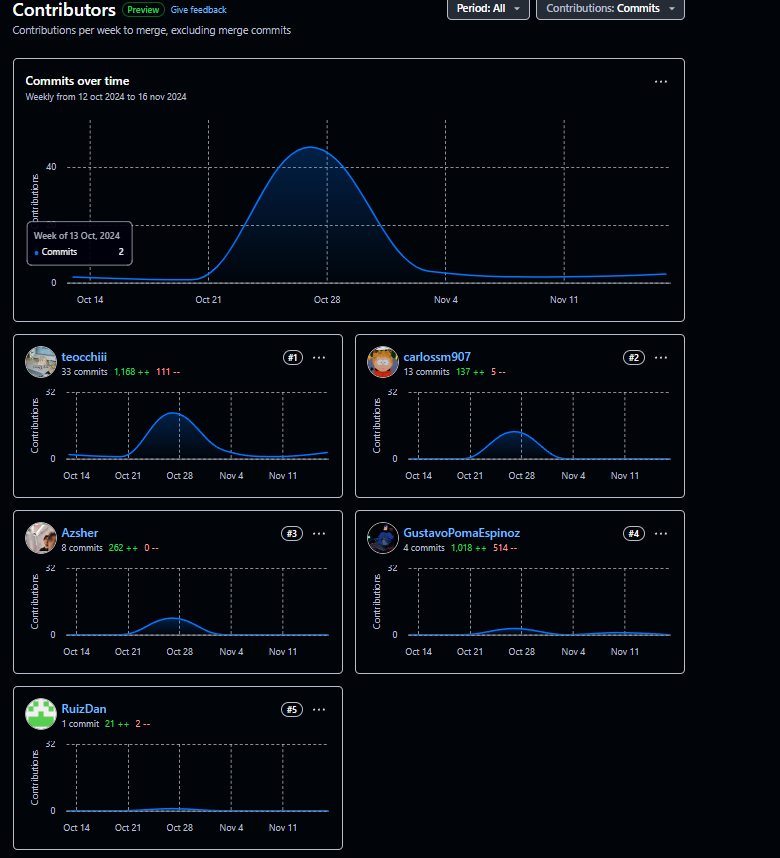 Contributors Preview Give feedback
Period: All Contributions: Commits
Contributions per week to merge, excluding merge commits
Commits over time
Weekly from 12 oct 2024 to 16 nov 2024
40
Week of 13 Oct, 2024
Commits 2
0
Oct 14 Oct 21 Oct 28 Nov 4 Nov 11
teocchiii #1
33 commits 1,168 ++ 111 --
32
Contributions
0
Oct 14 Oct 21 Oct 28 Nov 4 Nov 11
carlossm907 #2
13 commits 137 ++ 5 --
32
Contributions
0
Oct 14 Oct 21 Oct 28 Nov 4 Nov 11
Azsher #3
8 commits 262 ++ 0 --
32
Contributions
0
Oct 14 Oct 21 Oct 28 Nov 4 Nov 11
GustavoPomaEspinoz #4
4 commits 1,018 ++ 514 --
32
Contributions
0
Oct 14 Oct 21 Oct 28 Nov 4 Nov 11
RuizDan #5
1 commit 21 ++ 2 --
32
Contributions
0
Oct 14 Oct 21 Oct 28 Nov 4 Nov 11